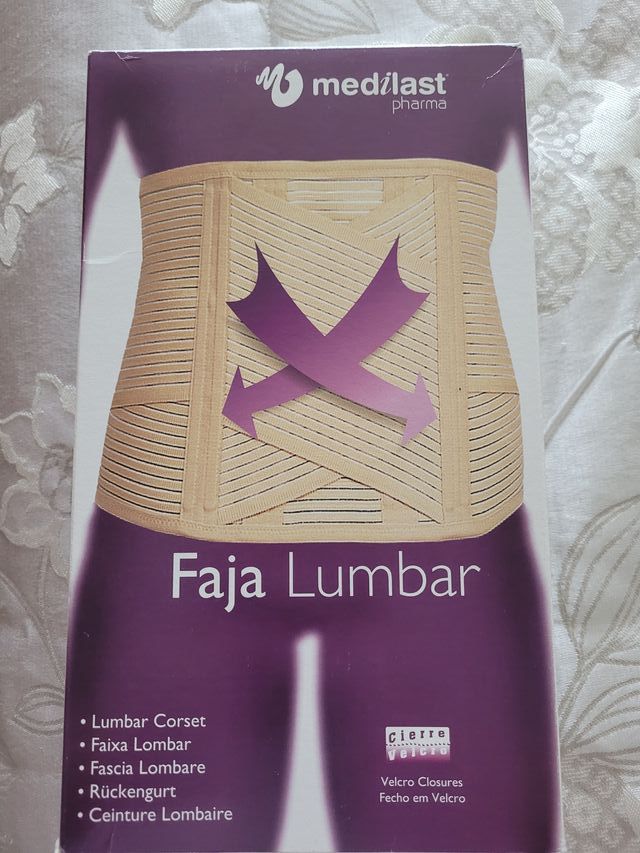 medilast
pharma
Faja Lumbar
• Lumbar Corset
• Faixa Lombar
• Fascia Lombare
• Rückengurt
• Ceinture Lombaire
Cierre
Velcro
Velcro Closures
Fecho em Velcro